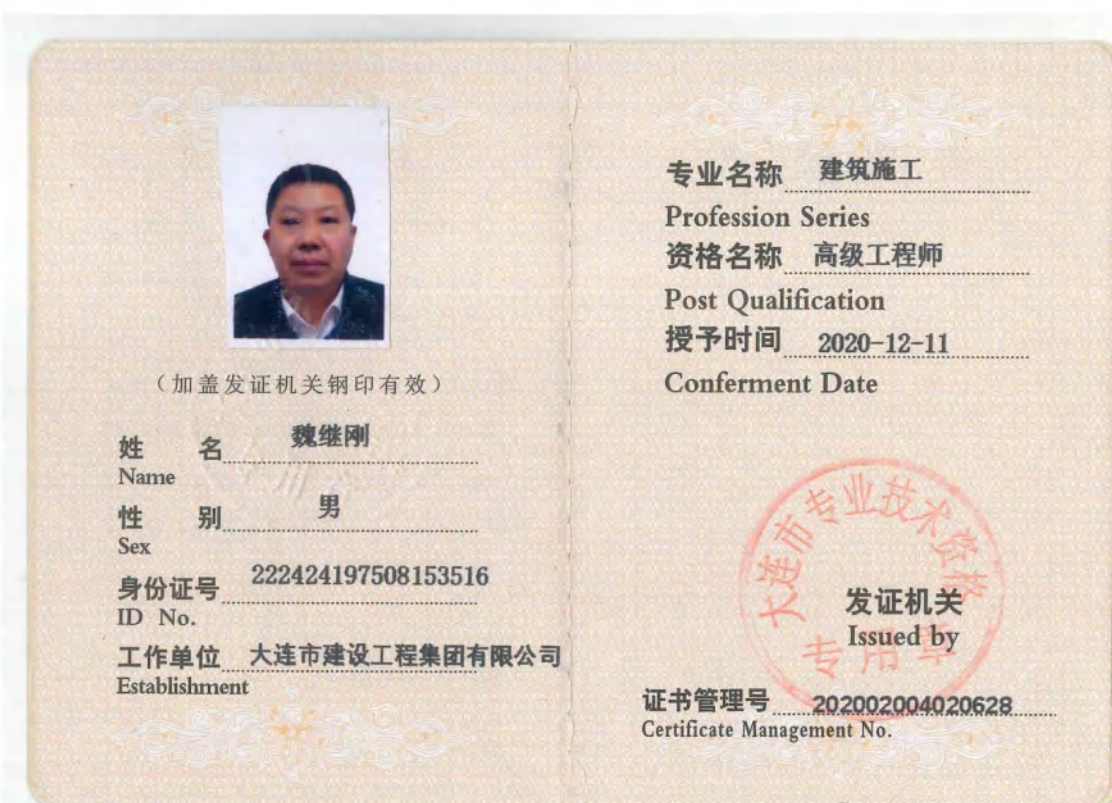 （加盖发证机关钢印有效）
姓 名 魏继刚
Name
性 别 男
Sex
身份证号 222424197508153516
ID No.
工作单位 大连市建设工程集团有限公司
Establishment
专业名称 建筑施工
Profession Series
资格名称 高级工程师
Post Qualification
授予时间 2020-12-11
Conferment Date
大连市专业技术资格
专用章
发证机关
Issued by
证书管理号 202002004020628
Certificate Management No.